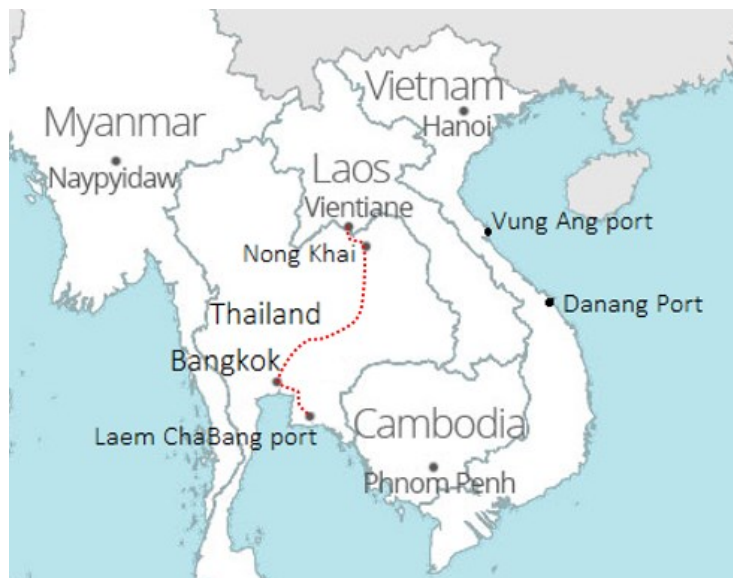 Vietnam
Hanoi
Myanmar
Naypyidaw
Laos
Vientiane
Vung Ang port
Nong Khai
Danang Port
Thailand
Bangkok
Laem ChaBang port
Cambodia
Phnom Penh